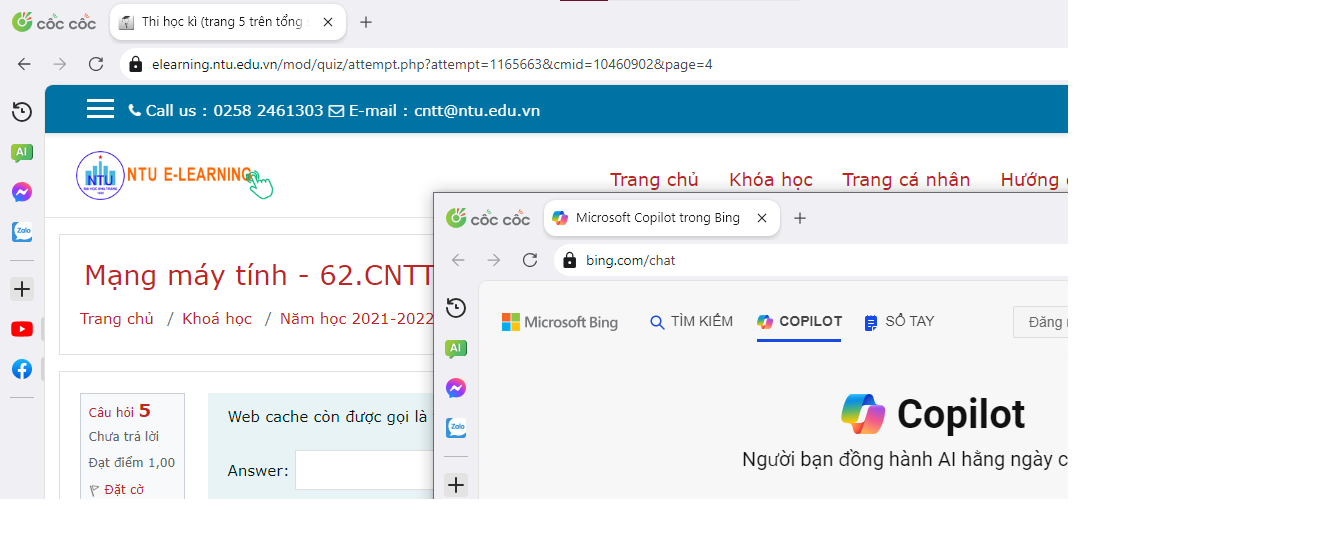 cốc cốc
Thi học kì (trang 5 trên tổng
elearning.ntu.edu.vn/mod/quiz/attempt.php?attempt=1165663&cmid=10460902&page=4
Call us : 0258 2461303 E-mail : cntt@ntu.edu.vn
AI
NTU
NTU E-LEARNING
Trang chủ Khóa học Trang cá nhân Hướng
Zalo
Mạng máy tính - 62.CNTT
Trang chủ / Khoá học / Năm học 2021-2022
Câu hỏi 5
Chưa trả lời
Đạt điểm 1,00
Đặt cờ
Web cache còn được gọi là
Answer:
cốc cốc
Microsoft Copilot trong Bing
bing.com/chat
Microsoft Bing
TÌM KIẾM
COPILOT
SỔ TAY
Đăng
AI
Zalo
Copilot
Người bạn đồng hành AI hằng ngày